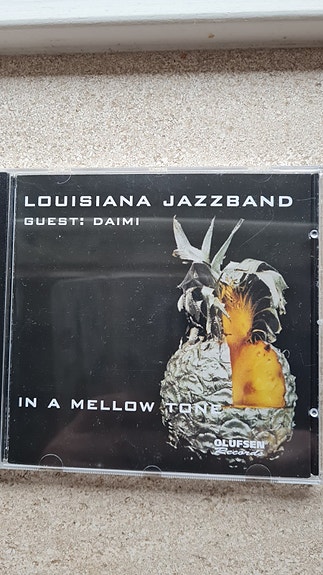 LOUISIANA JAZZBAND
GUEST: DAIMI
IN A MELLOW TONE
OLUFSEN
Records